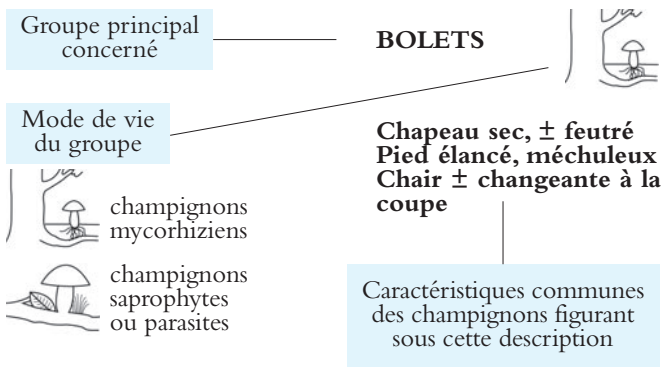 Groupe principal
concerné
BOLETS
Mode de vie
du groupe
Chapeau sec, ± feutré
Pied élancé, méchuleux
Chair ± changeante à la
coupe
champignons
mycorhiziens
champignons
saprophytes
ou parasites
Caractéristiques communes
des champignons figurant
sous cette description